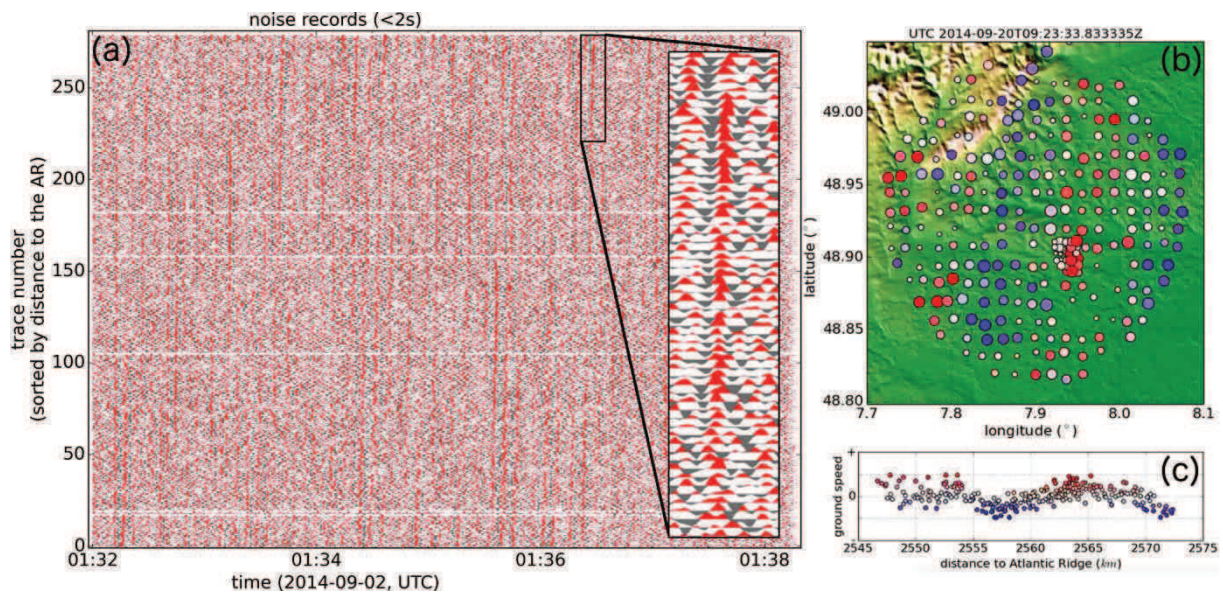 noise records (<2s)
(a)
250
200
150
100
50
0
trace number
(sorted by distance to the AR)
01:32
01:34
01:36
01:38
time (2014-09-02, UTC)
UTC 2014-09-20T09:23:33.833335Z
(b)
49.00
48.95
48.90
48.85
48.80
latitude (°)
7.7
7.8
7.9
8.0
8.1
longitude (°)
(c)
+
0
-
ground speed
2545
2550
2555
2560
2565
2570
2575
distance to Atlantic Ridge (km)